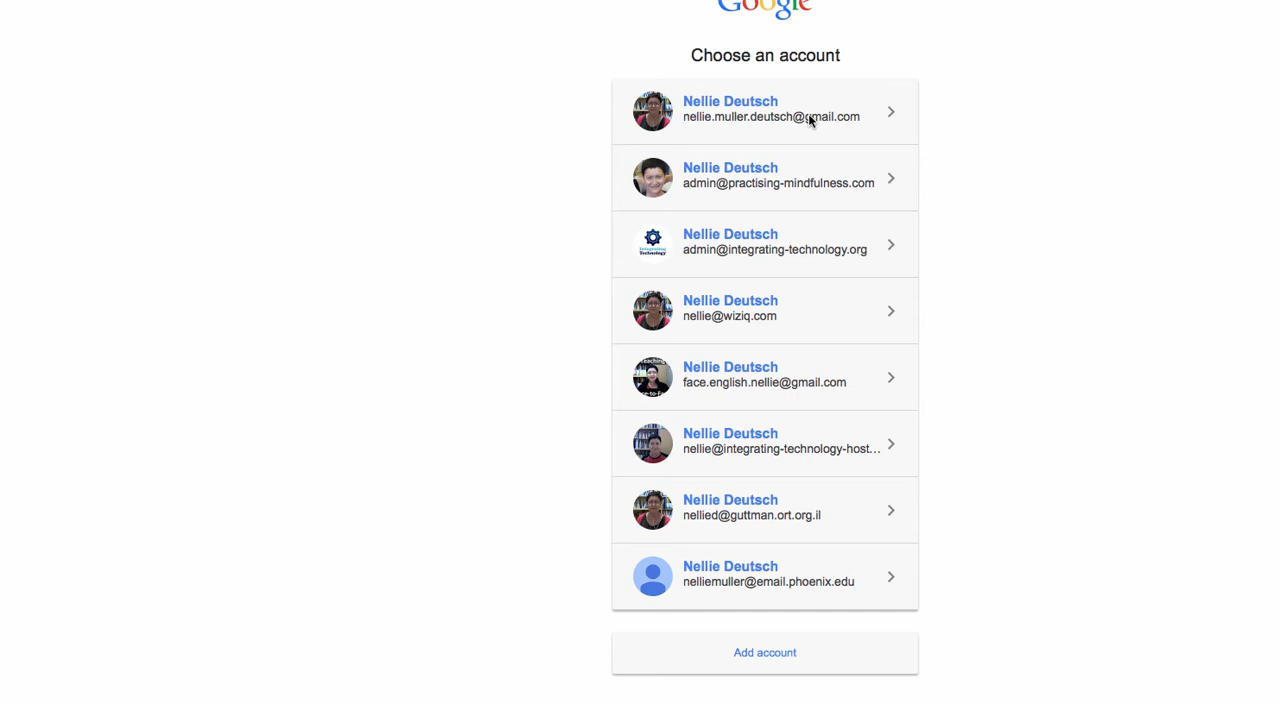 Google
Choose an account
Nellie Deutsch
nellie.muller.deutsch@gmail.com
Nellie Deutsch
admin@practising-mindfulness.com
Nellie Deutsch
admin@integrating-technology.org
Integrating
Technology
Nellie Deutsch
nellie@wiziq.com
Nellie Deutsch
face.english.nellie@gmail.com
Nellie Deutsch
nellie@integrating-technology-host...
Nellie Deutsch
nellied@guttman.ort.org.il
Nellie Deutsch
nelliemuller@email.phoenix.edu
Add account